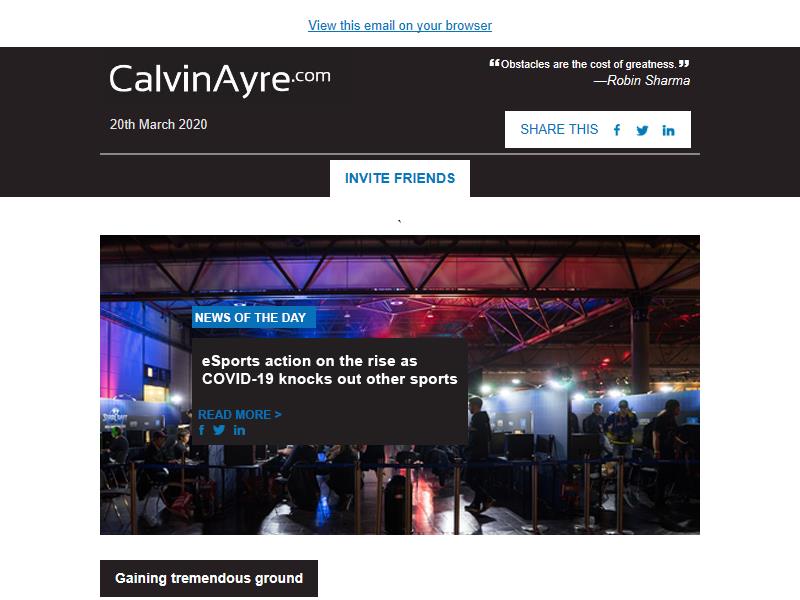 View this email on your browser
CalvinAyre.com
❝Obstacles are the cost of greatness.❞
—Robin Sharma
20th March 2020
SHARE THIS
INVITE FRIENDS
`
NEWS OF THE DAY
eSports action on the rise as
COVID-19 knocks out other sports
READ MORE >
STARCRAFT
Gaining tremendous ground